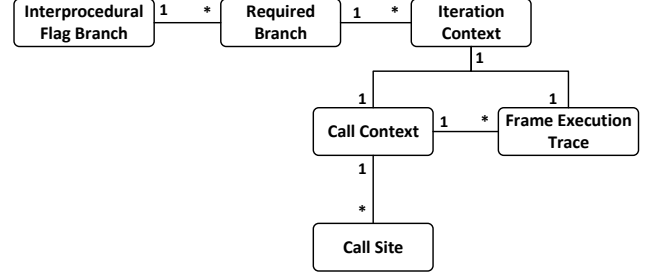 Interprocedural
Flag Branch
1
*
Required
Branch
1
*
Iteration
Context
1
1
1
Call Context
1
*
Frame Execution
Trace
1
*
Call Site